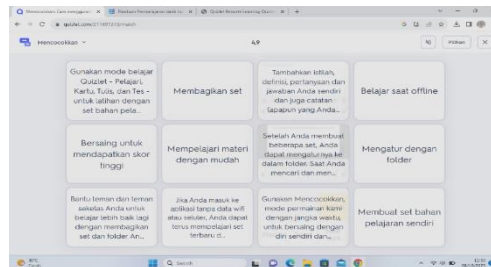 Mencocokkan
4,9
Pilihan
Gunakan mode belajar
Quizlet - Pelajari,
Kartu, Tulis, dan Tes -
untuk latihan dengan
set bahan pela...
Membagikan set
Tambahkan istilah,
definisi, pertanyaan dan
jawaban Anda sendiri
dan juga catatan
(apapun yang Anda...
Belajar saat offline
Bersaing untuk
mendapatkan skor
tinggi
Mempelajari materi
dengan mudah
Setelah Anda membuat
beberapa set, Anda
dapat mengaturnya ke
dalam folder. Saat Anda
mencari dan men...
Mengatur dengan
folder
Bantu teman dan teman
sekelas Anda untuk
belajar lebih baik lagi
dengan membagikan
set dan folder An...
Jika Anda masuk ke
aplikasi tanpa data wifi
atau seluler, Anda dapat
terus mempelajari set
terbaru d...
Gunakan Mencocokkan,
mode permainan kami
dengan jangka waktu,
untuk bersaing dengan
diri sendiri dan...
Membuat set bahan
pelajaran sendiri
Search